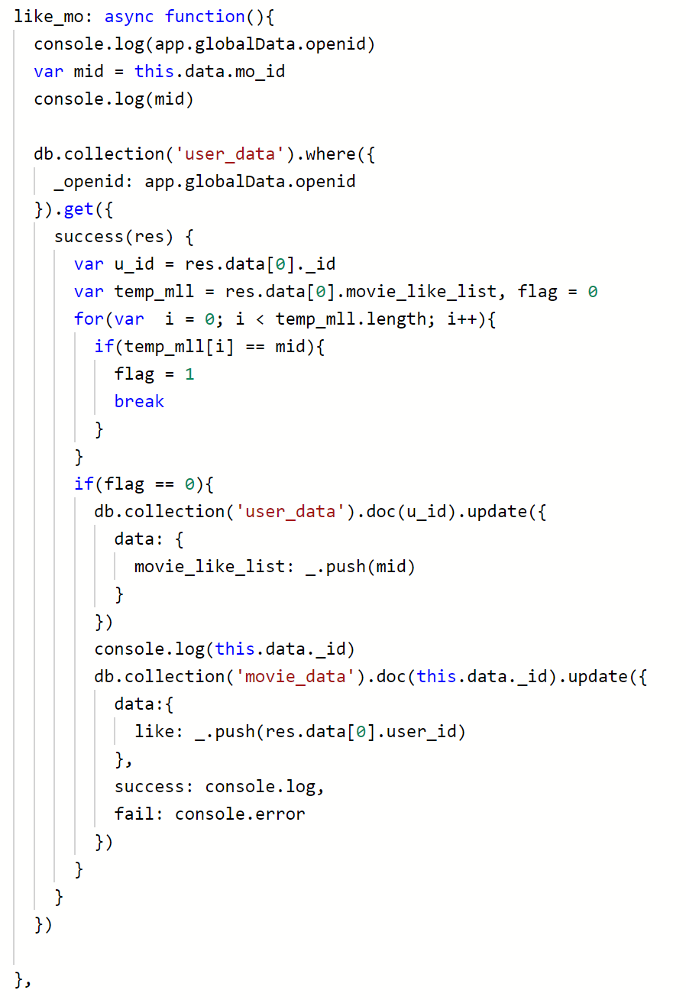 like_mo: async function(){
  console.log(app.globalData.openid)
  var mid = this.data.mo_id
  console.log(mid)

  db.collection('user_data').where({
    _openid: app.globalData.openid
  }).get({
    success(res) {
      var u_id = res.data[0]._id
      var temp_mll = res.data[0].movie_like_list, flag = 0
      for(var  i = 0; i < temp_mll.length; i++){
        if(temp_mll[i] == mid){
          flag = 1
          break
        }
      }
      if(flag == 0){
        db.collection('user_data').doc(u_id).update({
          data: {
            movie_like_list: _.push(mid)
          }
        })
        console.log(this.data._id)
        db.collection('movie_data').doc(this.data._id).update({
          data:{
            like: _.push(res.data[0].user_id)
          },
          success: console.log,
          fail: console.error
        })
      }
    }
  })

},